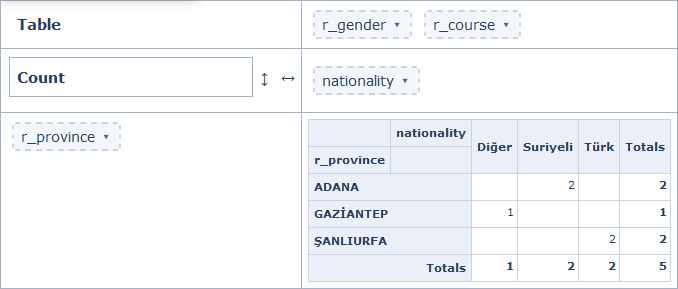 Table
r_gender ▾ r_course ▾
Count ↕ ↔
nationality ▾
r_province ▾
nationality Diğer Suriyeli Türk Totals
r_province
ADANA 2 2
GAZİANTEP 1 1
ŞANLIURFA 2 2
Totals 1 2 2 5